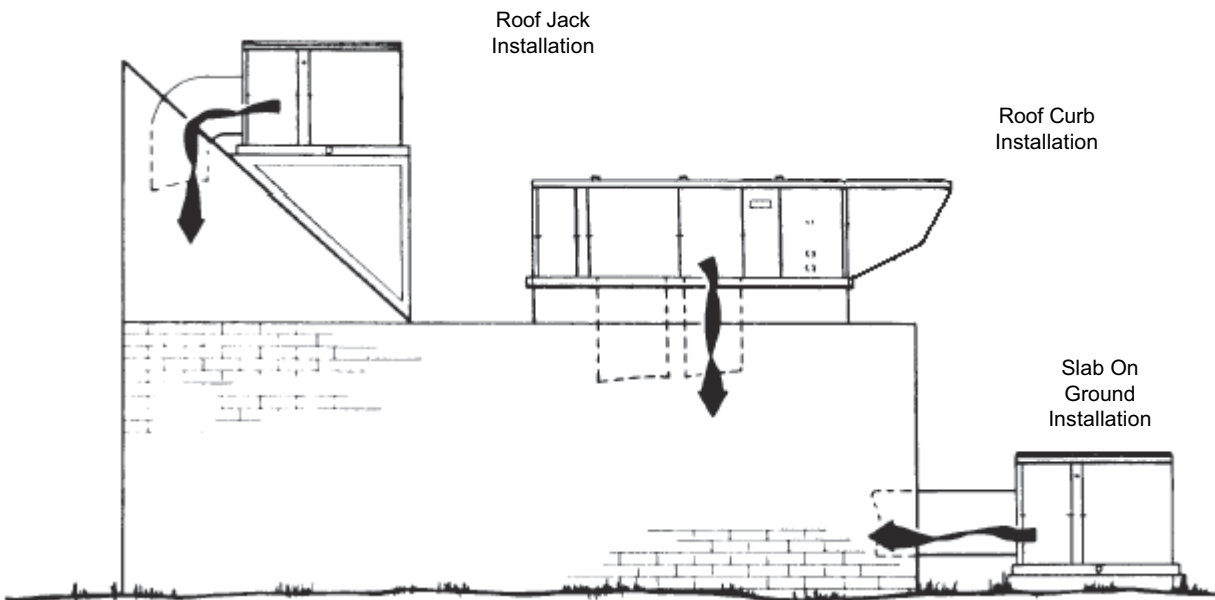 Roof Jack
Installation
Roof Curb
Installation
Slab On
Ground
Installation